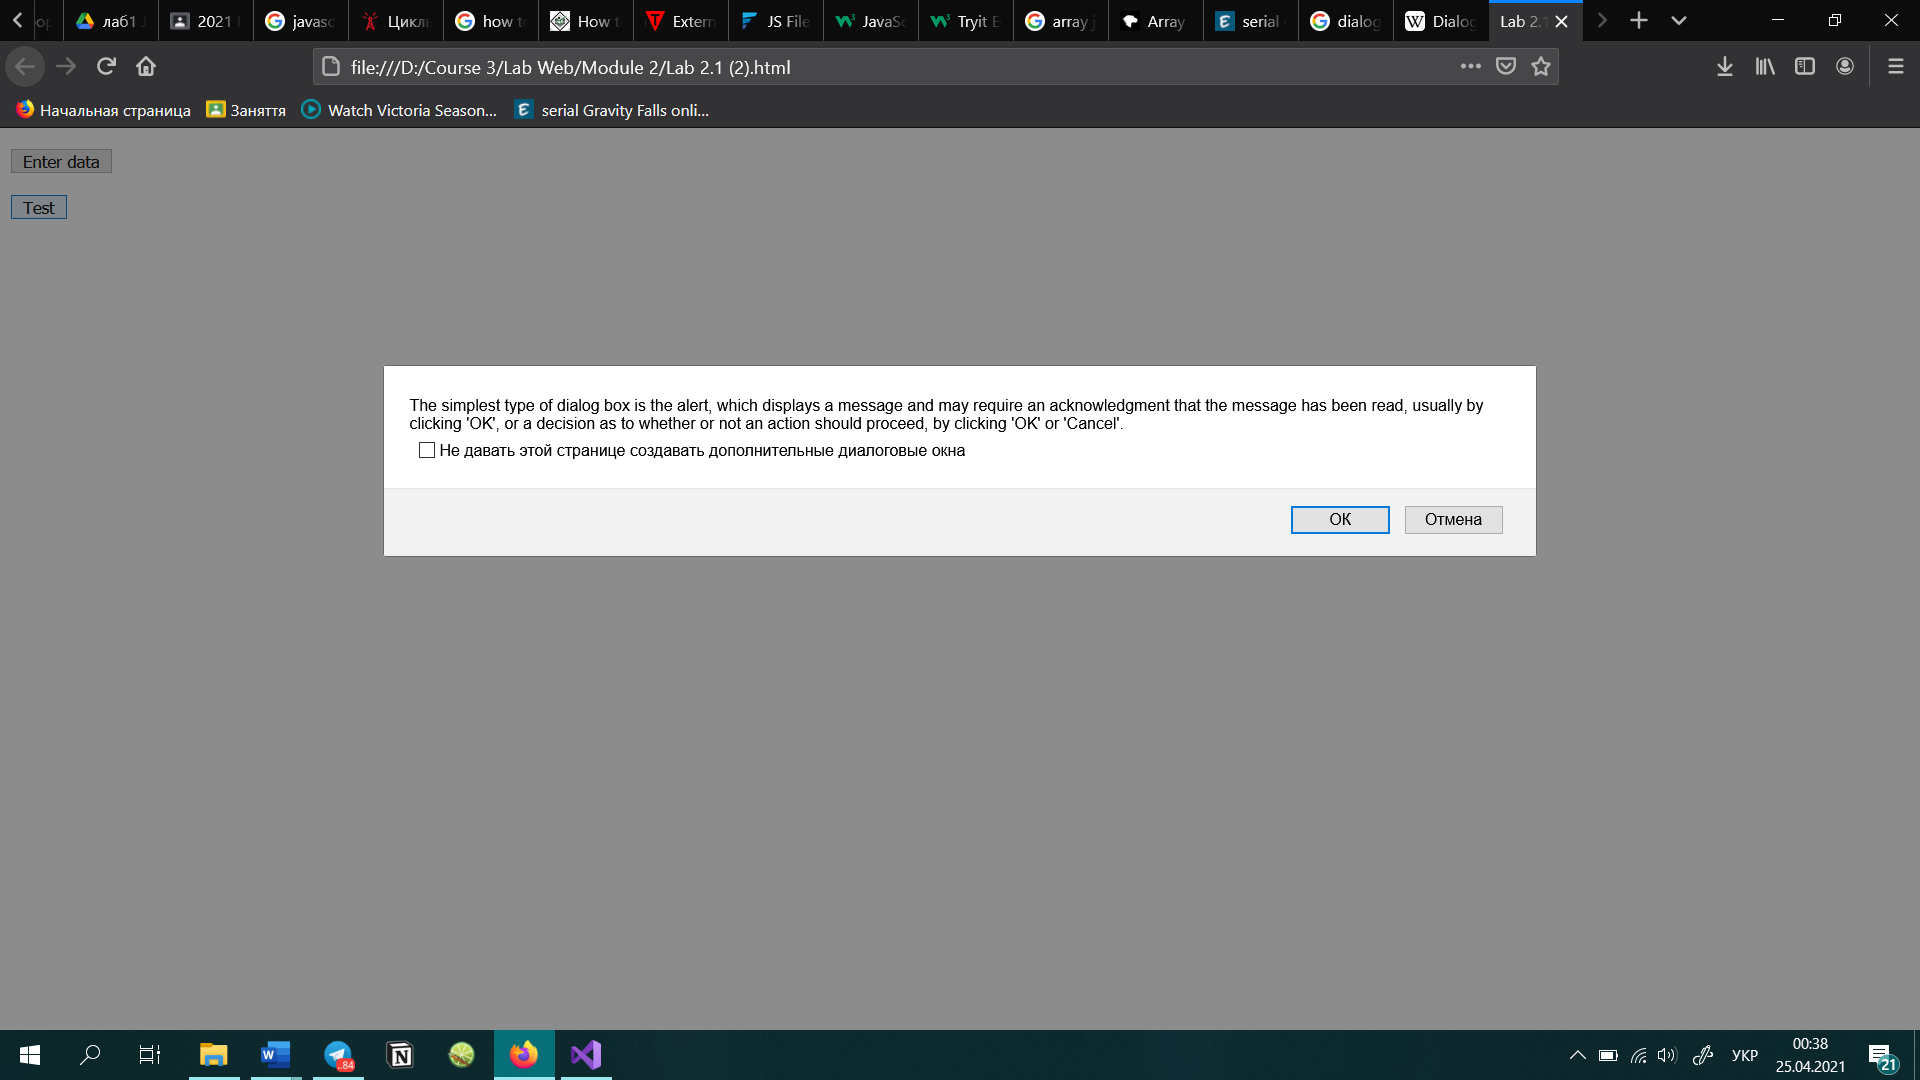 лаб1
2021
javasc
Цикль
how to
How t
Extern
JS File
JavaSc
Tryit E
array j
Array
serial
dialog
Dialog
Lab 2.1
file:///D:/Course 3/Lab Web/Module 2/Lab 2.1 (2).html
Начальная страница
Заняття
Watch Victoria Season...
serial Gravity Falls onli...
Enter data
Test
The simplest type of dialog box is the alert, which displays a message and may require an acknowledgment that the message has been read, usually by
clicking 'OK', or a decision as to whether or not an action should proceed, by clicking 'OK' or 'Cancel'.
Не давать этой странице создавать дополнительные диалоговые окна
ОК
Отмена
..84
УКР
00:38
25.04.2021
21